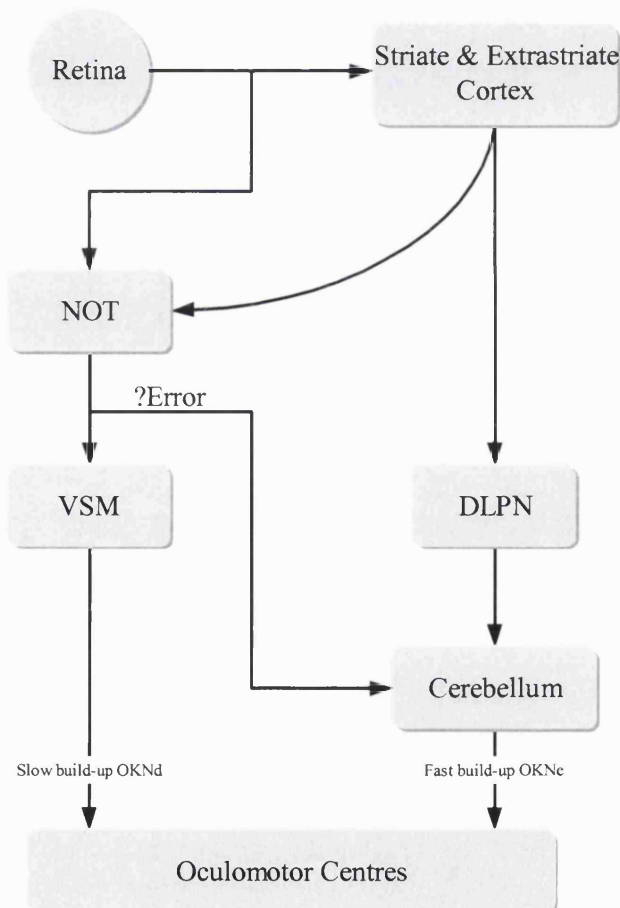 Retina
Striate & Extrastriate
Cortex
NOT
?Error
VSM
DLPN
Cerebellum
Slow build-up OKNd
Fast build-up OKNe
Oculomotor Centres